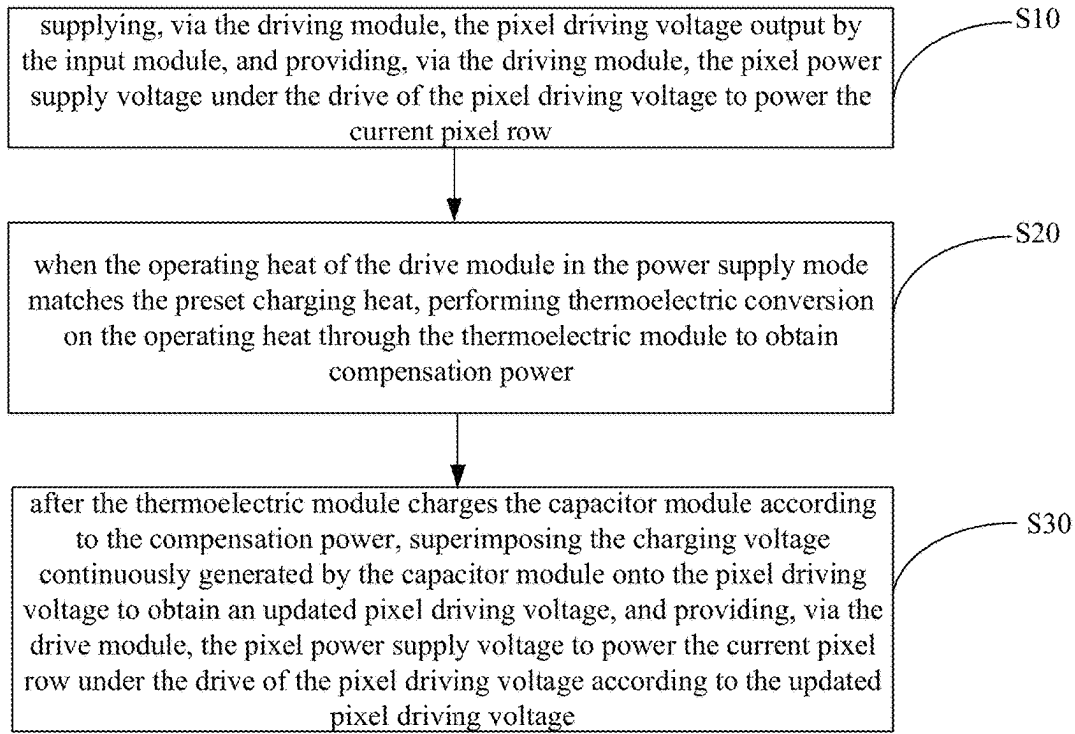 supplying, via the driving module, the pixel driving voltage output by
the input module, and providing, via the driving module, the pixel power
supply voltage under the drive of the pixel driving voltage to power the
current pixel row
S10
when the operating heat of the drive module in the power supply mode
matches the preset charging heat, performing thermoelectric conversion
on the operating heat through the thermoelectric module to obtain
compensation power
S20
after the thermoelectric module charges the capacitor module according
to the compensation power, superimposing the charging voltage
continuously generated by the capacitor module onto the pixel driving
voltage to obtain an updated pixel driving voltage, and providing, via the
drive module, the pixel power supply voltage to power the current pixel
row under the drive of the pixel driving voltage according to the updated
pixel driving voltage
S30